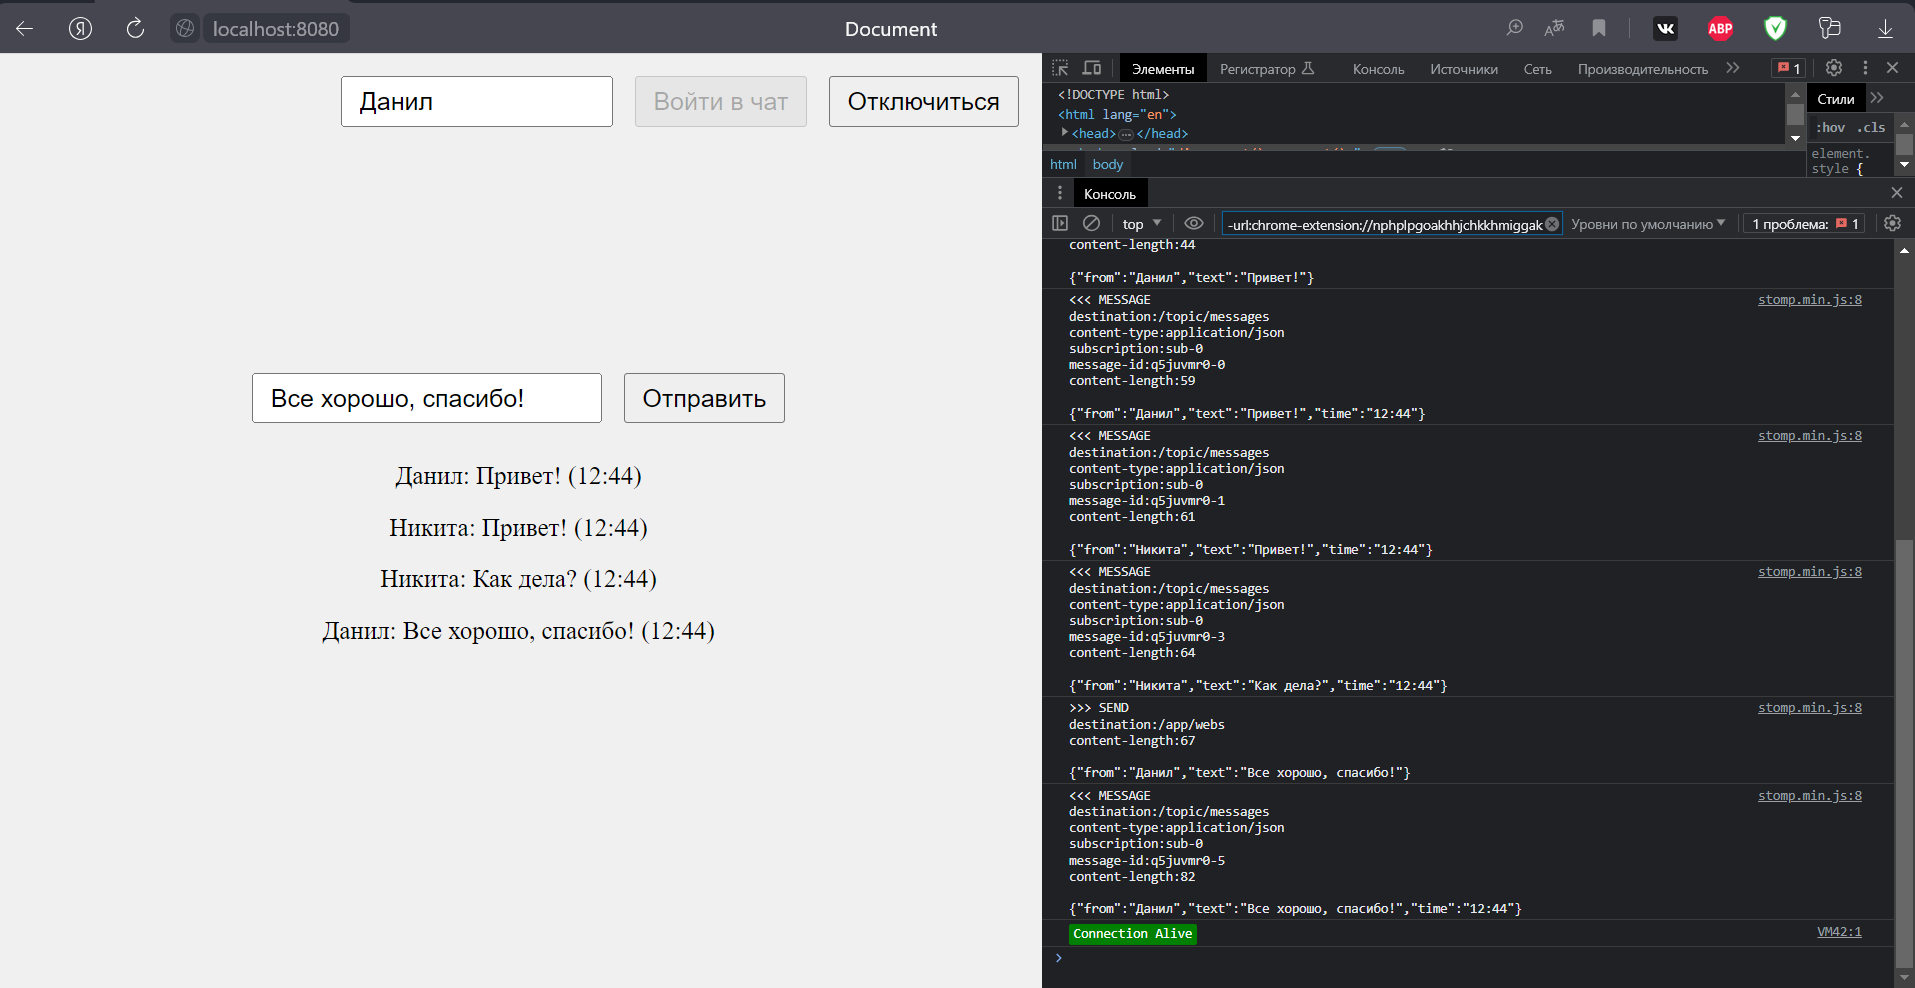 localhost:8080
Document
ABP
Данил
Войти в чат
Отключиться
Все хорошо, спасибо!
Отправить
Данил: Привет! (12:44)
Никита: Привет! (12:44)
Никита: Как дела? (12:44)
Данил: Все хорошо, спасибо! (12:44)
Элементы
Регистратор
Консоль
Источники
Сеть
Производительность
1
<!DOCTYPE html>
<html lang="en">
<head>…</head>
html
body
Стили
:hov .cls
element.
style {
Консоль
top
-url:chrome-extension://nphplpgoakhhjchkkhmiggak
Уровни по умолчанию
1 проблема: 1
content-length:44
{"from":"Данил","text":"Привет!"}
<<< MESSAGE
stomp.min.js:8
destination:/topic/messages
content-type:application/json
subscription:sub-0
message-id:q5juvmr0-0
content-length:59
{"from":"Данил","text":"Привет!","time":"12:44"}
<<< MESSAGE
stomp.min.js:8
destination:/topic/messages
content-type:application/json
subscription:sub-0
message-id:q5juvmr0-1
content-length:61
{"from":"Никита","text":"Привет!","time":"12:44"}
<<< MESSAGE
stomp.min.js:8
destination:/topic/messages
content-type:application/json
subscription:sub-0
message-id:q5juvmr0-3
content-length:64
{"from":"Никита","text":"Как дела?","time":"12:44"}
>>> SEND
stomp.min.js:8
destination:/app/webs
content-length:67
{"from":"Данил","text":"Все хорошо, спасибо!"}
<<< MESSAGE
stomp.min.js:8
destination:/topic/messages
content-type:application/json
subscription:sub-0
message-id:q5juvmr0-5
content-length:82
{"from":"Данил","text":"Все хорошо, спасибо!","time":"12:44"}
Connection Alive
VM42:1